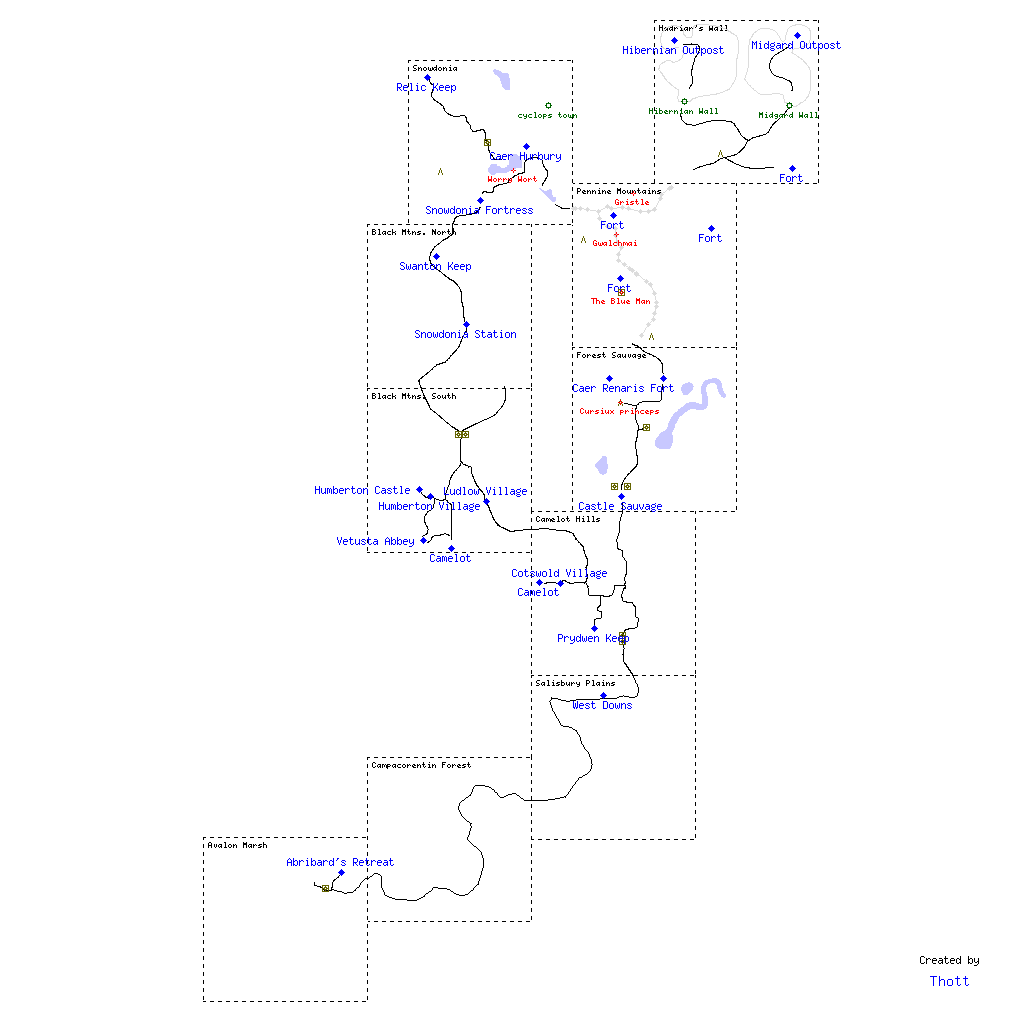 Hadrian's Wall
Hibernian Outpost
Midgard Outpost
Snowdonia
Relic Keep
cyclops town
Hibernian Wall
Midgard Wall
Caer Hurbury
Worry Wort
Fort
Pennine Mountains
Gristle
Snowdonia Fortress
Fort
Fort
Black Mtns. North
Gwalchmai
Swanton Keep
Fort
The Blue Man
Snowdonia Station
Forest Sauvage
Caer Renaris Fort
Black Mtns. South
Cursiux princeps
Humberton Castle
Ludlow Village
Humberton Village
Castle Sauvage
Camelot Hills
Vetusta Abbey
Camelot
Cotswold Village
Camelot
Prydwen Keep
Salisbury Plains
West Downs
Campacorentin Forest
Avalon Marsh
Abribard's Retreat
Created by
Thott